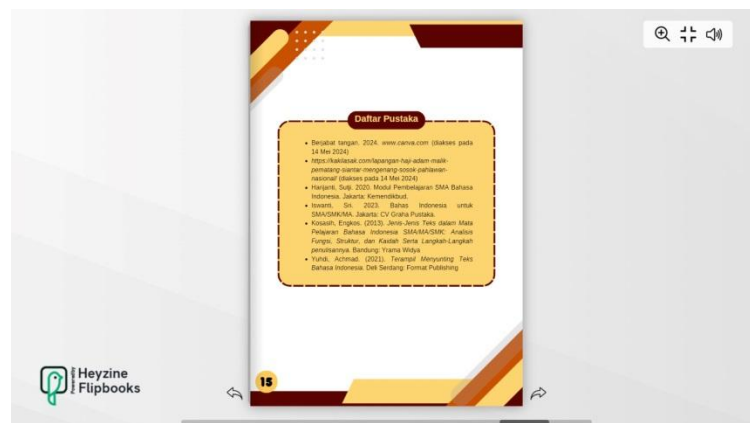 Daftar Pustaka
• Berjabat tangan. 2024. www.canva.com (diakses pada
14 Mei 2024)
• https://kakilasak.com/lapangan-haji-adam-malik-
pematang-siantar-mengenang-sosok-pahlawan-
nasional/ (diakses pada 14 Mei 2024)
• Harijanti, Sutji. 2020. Modul Pembelajaran SMA Bahasa
Indonesia. Jakarta: Kemendikbud.
• Iswanti, Sri. 2023. Bahas Indonesia untuk
SMA/SMK/MA. Jakarta: CV Graha Pustaka.
• Kosasih, Engkos. (2013). Jenis-Jenis Teks dalam Mata
Pelajaran Bahasa Indonesia SMA/MA/SMK: Analisis
Fungsi, Struktur, dan Kaidah Serta Langkah-Langkah
penulisannya. Bandung: Yrama Widya
• Yuhdi, Achmad. (2021). Terampil Menyunting Teks
Bahasa Indonesia. Deli Serdang: Format Publishing
15
Heyzine
Flipbooks